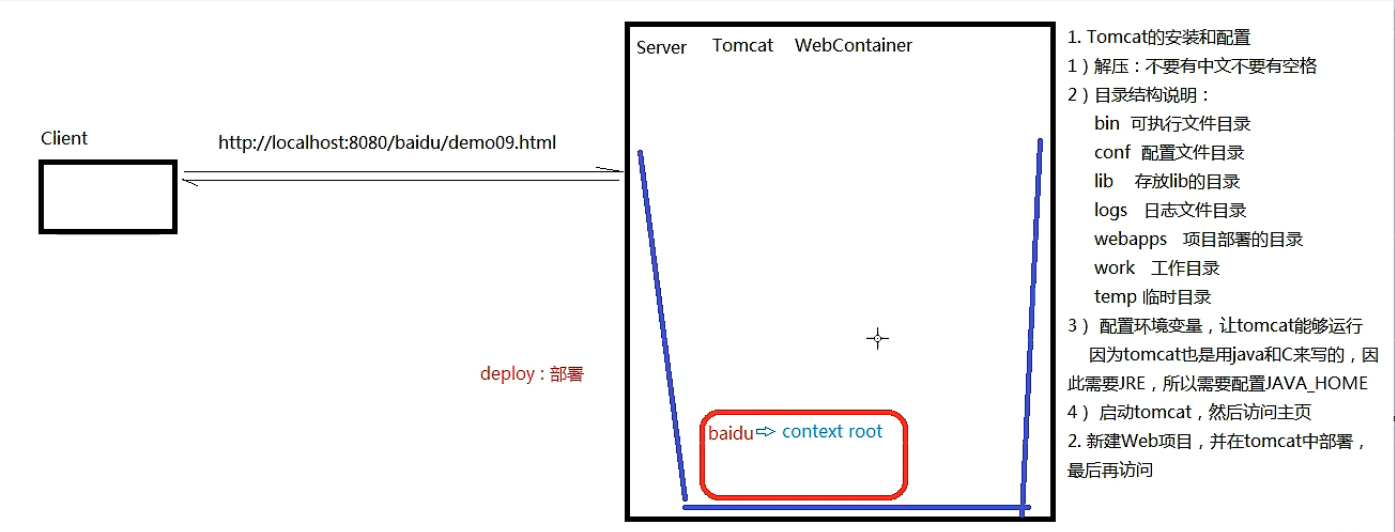 Client
http://localhost:8080/baidu/demo09.html
deploy : 部署
Server Tomcat WebContainer
baidu⇨ context root
1. Tomcat的安装和配置
1）解压：不要有中文不要有空格
2）目录结构说明：
bin 可执行文件目录
conf 配置文件目录
lib 存放lib的目录
logs 日志文件目录
webapps 项目部署的目录
work 工作目录
temp 临时目录
3） 配置环境变量，让tomcat能够运行
因为tomcat也是用java和C来写的，因
此需要JRE，所以需要配置JAVA_HOME
4） 启动tomcat，然后访问主页
2. 新建Web项目，并在tomcat中部署，
最后再访问